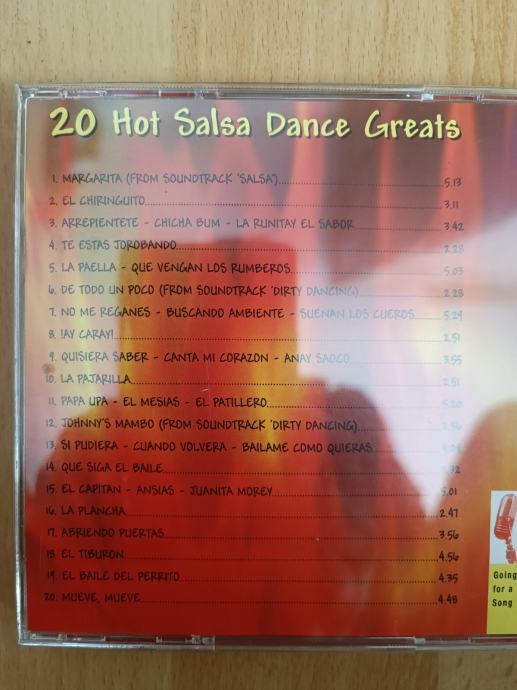 20 Hot Salsa Dance Greats
1. MARGARITA (FROM SOUNDTRACK 'SALSA') 5.13
2. EL CHIRINGUITO 3.11
3. ARREPIENTETE - CHICHA BUM - LA RUNITAY EL SABOR 3.42
4. TE ESTAS JOROBANDO 2.28
5. LA PAELLA - QUE VENGAN LOS RUMBEROS 5.03
6. DE TODO UN POCO (FROM SOUNDTRACK 'DIRTY DANCING) 2.28
7. NO ME REGANES - BUSCANDO AMBIENTE - SUENAN LOS CUEROS 5.29
8. !AY CARAY! 2.51
9. QUISIERA SABER - CANTA MI CORAZON - ANAY SAOCO 3.55
10. LA PAJARILLA 2.51
11. PAPA UPA - EL MESIAS - EL PATILLERO 5.20
12. JOHNNY'S MAMBO (FROM SOUNDTRACK 'DIRTY DANCING)
13. SI PUDIERA - CUANDO VOLVERA - BAILAME COMO QUIERAS
14. QUE SIGA EL BAILE
15. EL CAPITAN - ANSIAS - JUANITA MOREY 5.01
16. LA PLANCHA 2.47
17. ABRIENDO PUERTAS 3.56
18. EL TIBURON 4.56
19. EL BAILE DEL PERRITO 4.35
20. MUEVE, MUEVE 4.48
Going
for a
Song